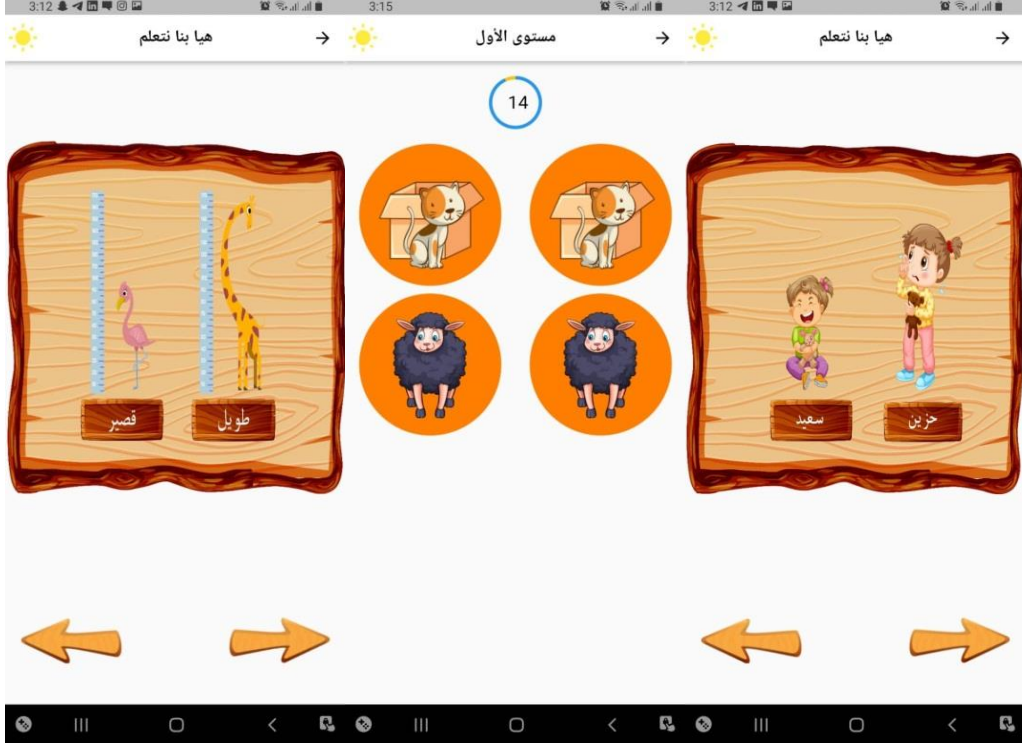 3:12
هيا بنا نتعلم
طويل
قصير
3:15
مستوى الأول
14
3:12
هيا بنا نتعلم
حزين
سعيد